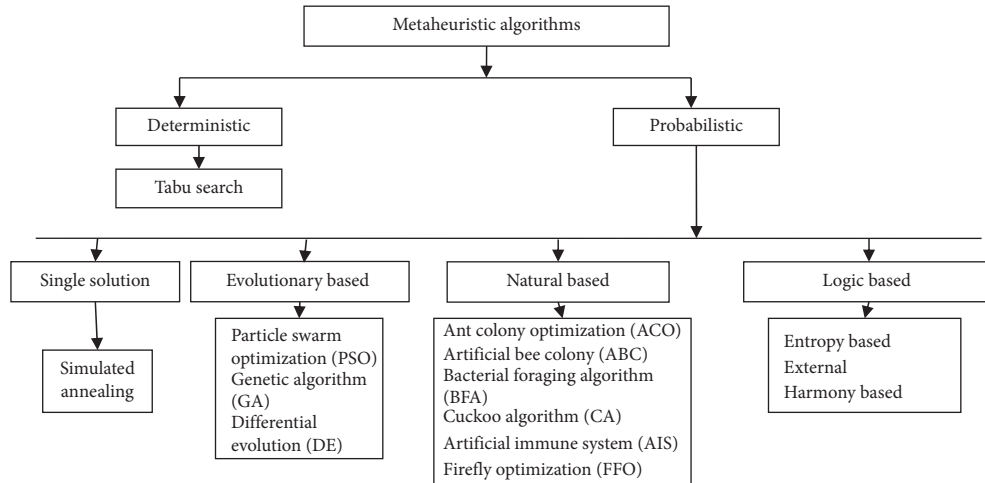 Metaheuristic algorithms
Deterministic
Probabilistic
Tabu search
Single solution
Evolutionary based
Natural based
Logic based
Simulated
annealing
Particle swarm
optimization (PSO)
Genetic algorithm
(GA)
Differential
evolution (DE)
Ant colony optimization (ACO)
Artificial bee colony (ABC)
Bacterial foraging algorithm
(BFA)
Cuckoo algorithm (CA)
Artificial immune system (AIS)
Firefly optimization (FFO)
Entropy based
External
Harmony based